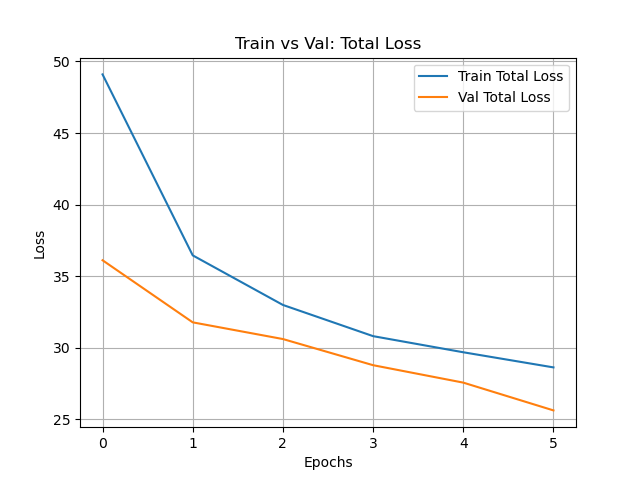 Train vs Val: Total Loss
Train Total Loss
Val Total Loss
50
45
40
35
30
25
Loss
0 1 2 3 4 5
Epochs